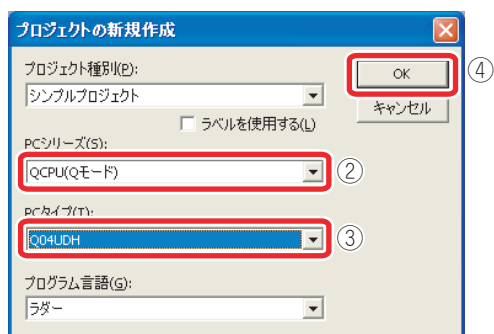 プロジェクトの新規作成
プロジェクト種別(P):
シンプルプロジェクト
OK
④
キャンセル
ラベルを使用する(L)
PCシリーズ(S):
QCPU(Qモード)
②
PCタイプ(T):
Q04UDH
③
プログラム言語(G):
ラダー